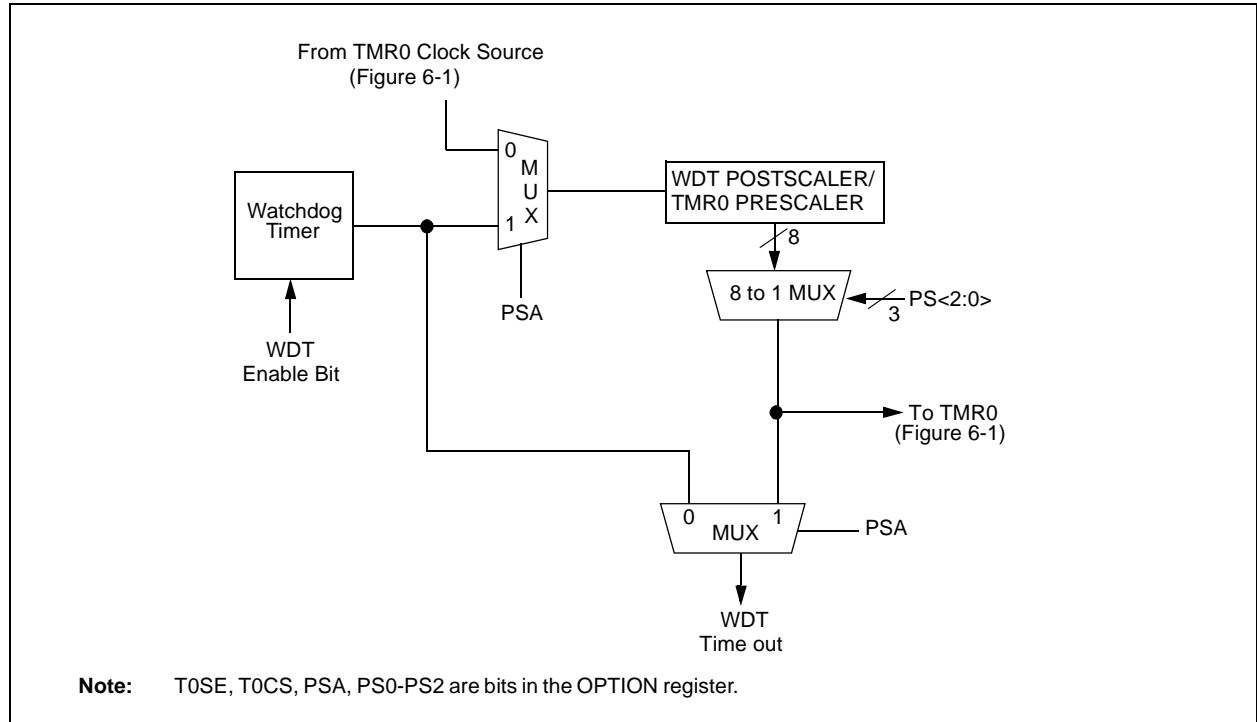 From TMR0 Clock Source
(Figure 6-1)
0
M
U
X
1
PSA
Watchdog
Timer
WDT
Enable Bit
WDT POSTSCALER/
TMR0 PRESCALER
8
8 to 1 MUX
PS<2:0>
3
To TMR0
(Figure 6-1)
0
1
MUX
PSA
WDT
Time out
Note: T0SE, T0CS, PSA, PS0-PS2 are bits in the OPTION register.